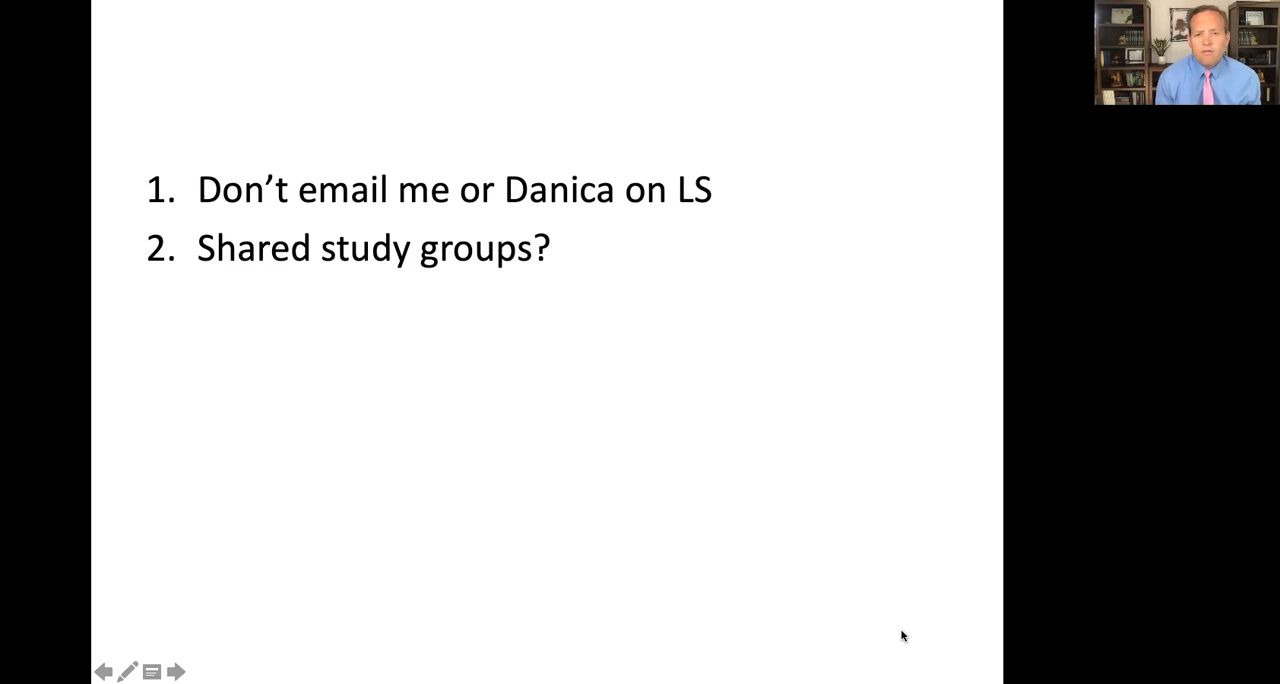 1. Don’t email me or Danica on LS
2. Shared study groups?